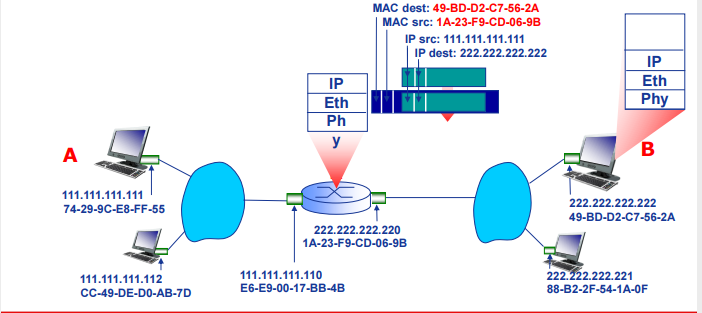 MAC dest: 49-BD-D2-C7-56-2A
MAC src: 1A-23-F9-CD-06-9B
IP src: 111.111.111.111
IP dest: 222.222.222.222
IP
Eth
Ph
y
IP
Eth
Phy
A
B
111.111.111.111
74-29-9C-E8-FF-55
222.222.222.222
49-BD-D2-C7-56-2A
222.222.222.220
1A-23-F9-CD-06-9B
111.111.111.112
CC-49-DE-D0-AB-7D
111.111.111.110
E6-E9-00-17-BB-4B
222.222.222.221
88-B2-2F-54-1A-0F